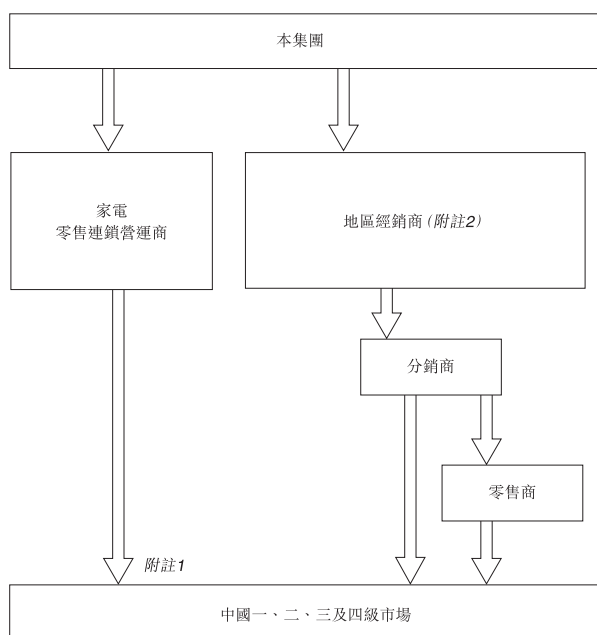 本集團
家電
零售連鎖營運商
地區經銷商(附註2)
分銷商
零售商
附註1
中國一、二、三及四級市場